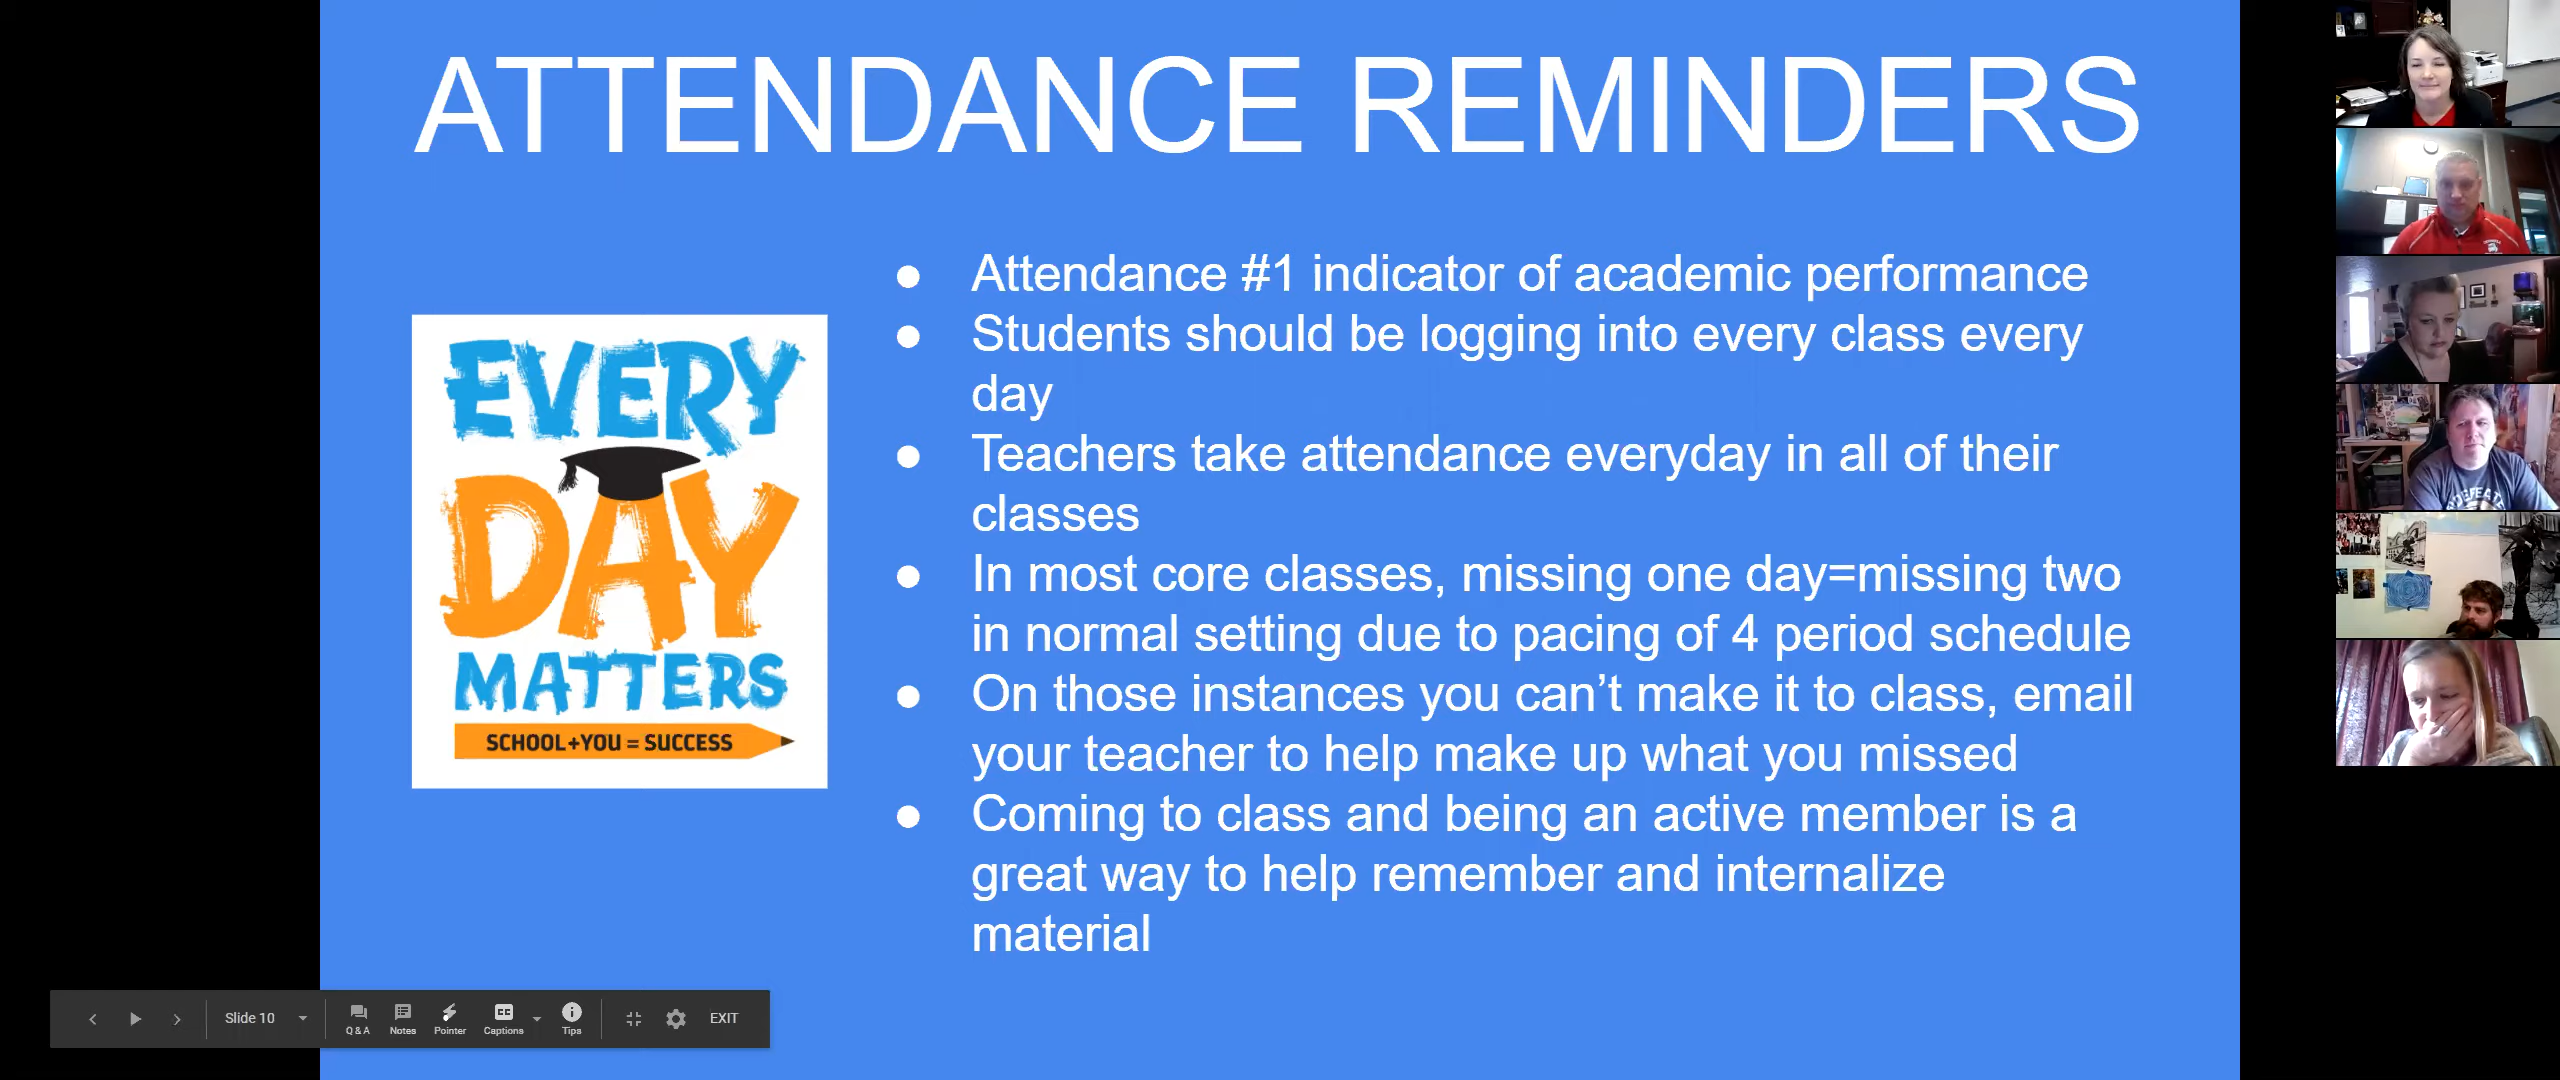 ATTENDANCE REMINDERS
EVERY
DAY
MATTERS
SCHOOL+YOU = SUCCESS
● Attendance #1 indicator of academic performance
● Students should be logging into every class every
day
● Teachers take attendance everyday in all of their
classes
● In most core classes, missing one day=missing two
in normal setting due to pacing of 4 period schedule
● On those instances you can’t make it to class, email
your teacher to help make up what you missed
● Coming to class and being an active member is a
great way to help remember and internalize
material
Slide 10
Q & A
Notes
Pointer
CC
Captions
Tips
EXIT